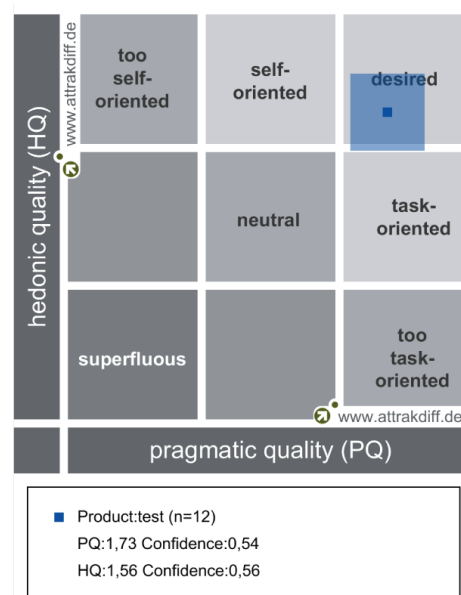 hedonic quality (HQ)
www.attrakdiff.de
too
self-
oriented
self-
oriented
desired
neutral
task-
oriented
superfluous
too
task-
oriented
www.attrakdiff.de
pragmatic quality (PQ)
Product:test (n=12)
PQ:1,73 Confidence:0,54
HQ:1,56 Confidence:0,56